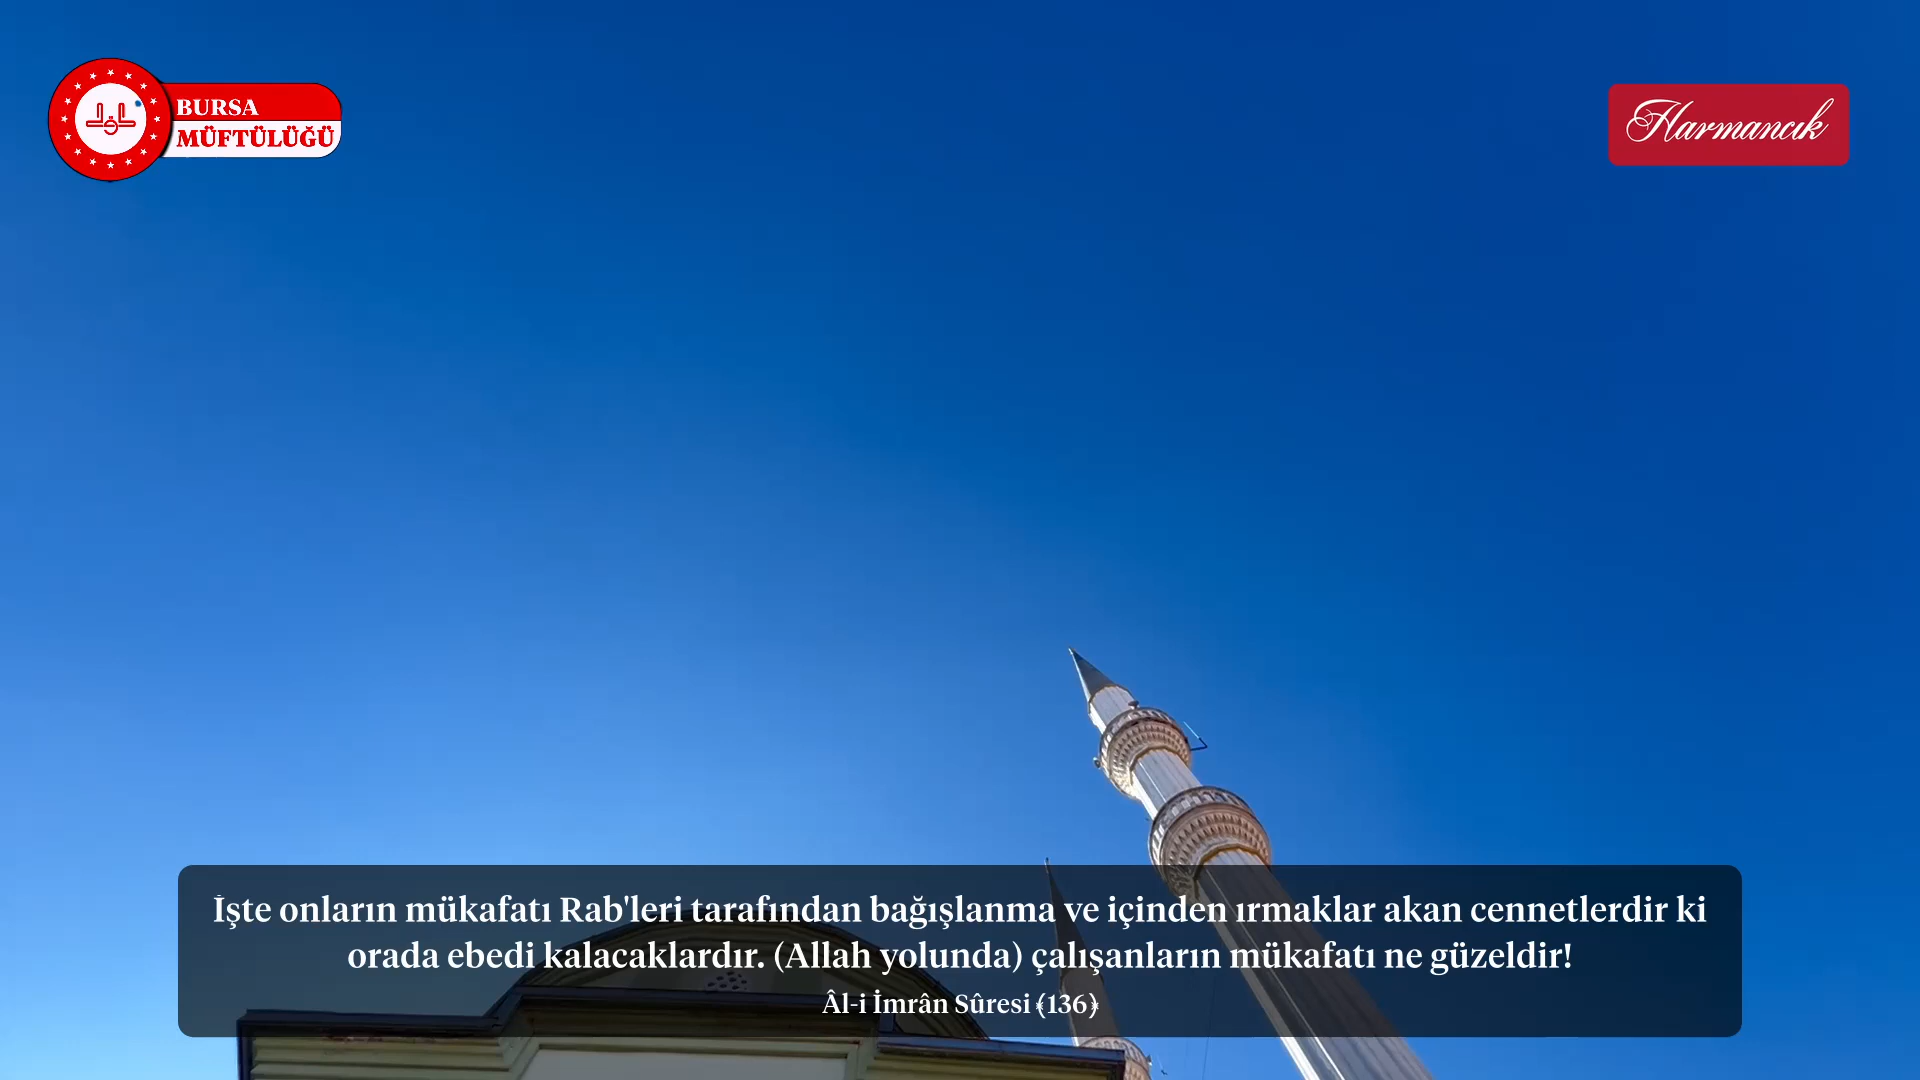 BURSA
MÜFTÜLÜĞÜ
Harmancık
İşte onların mükafatı Rab'leri tarafından bağışlanma ve içinden ırmaklar akan cennetlerdir ki
orada ebedi kalacaklardır. (Allah yolunda) çalışanların mükafatı ne güzeldir!
Âl-i İmrân Sûresi ﴾136﴿